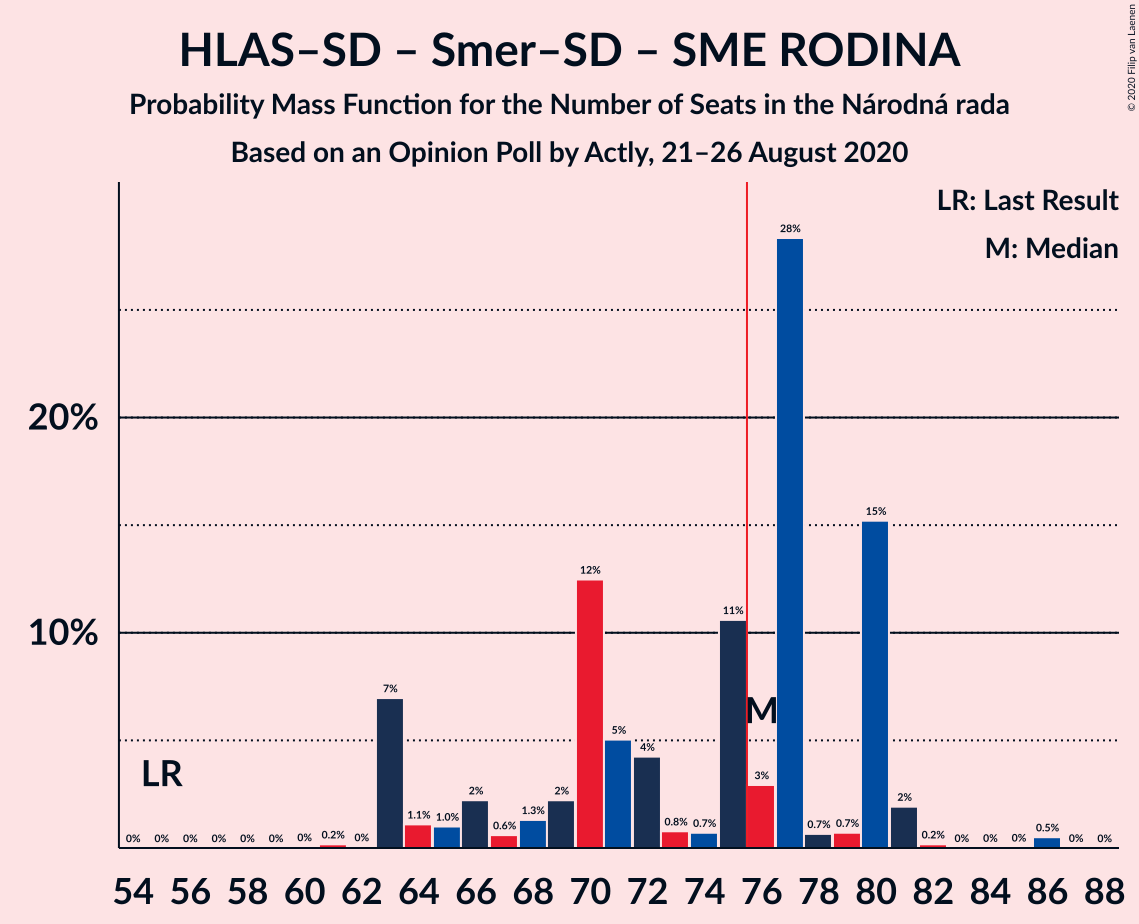 HLAS–SD – Smer–SD – SME RODINA
Probability Mass Function for the Number of Seats in the Národná rada
Based on an Opinion Poll by Actly, 21–26 August 2020
© 2020 Filip van Laenen
LR: Last Result
M: Median
20%
10%
LR
M
0% 0% 0% 0% 0% 0% 0% 0.2% 0% 7% 1.1% 1.0% 2% 0.6% 1.3% 2% 12% 5% 4% 0.8% 0.7% 11% 3% 28% 0.7% 0.7% 15% 2% 0.2% 0% 0% 0% 0.5% 0% 0%
54 56 58 60 62 64 66 68 70 72 74 76 78 80 82 84 86 88